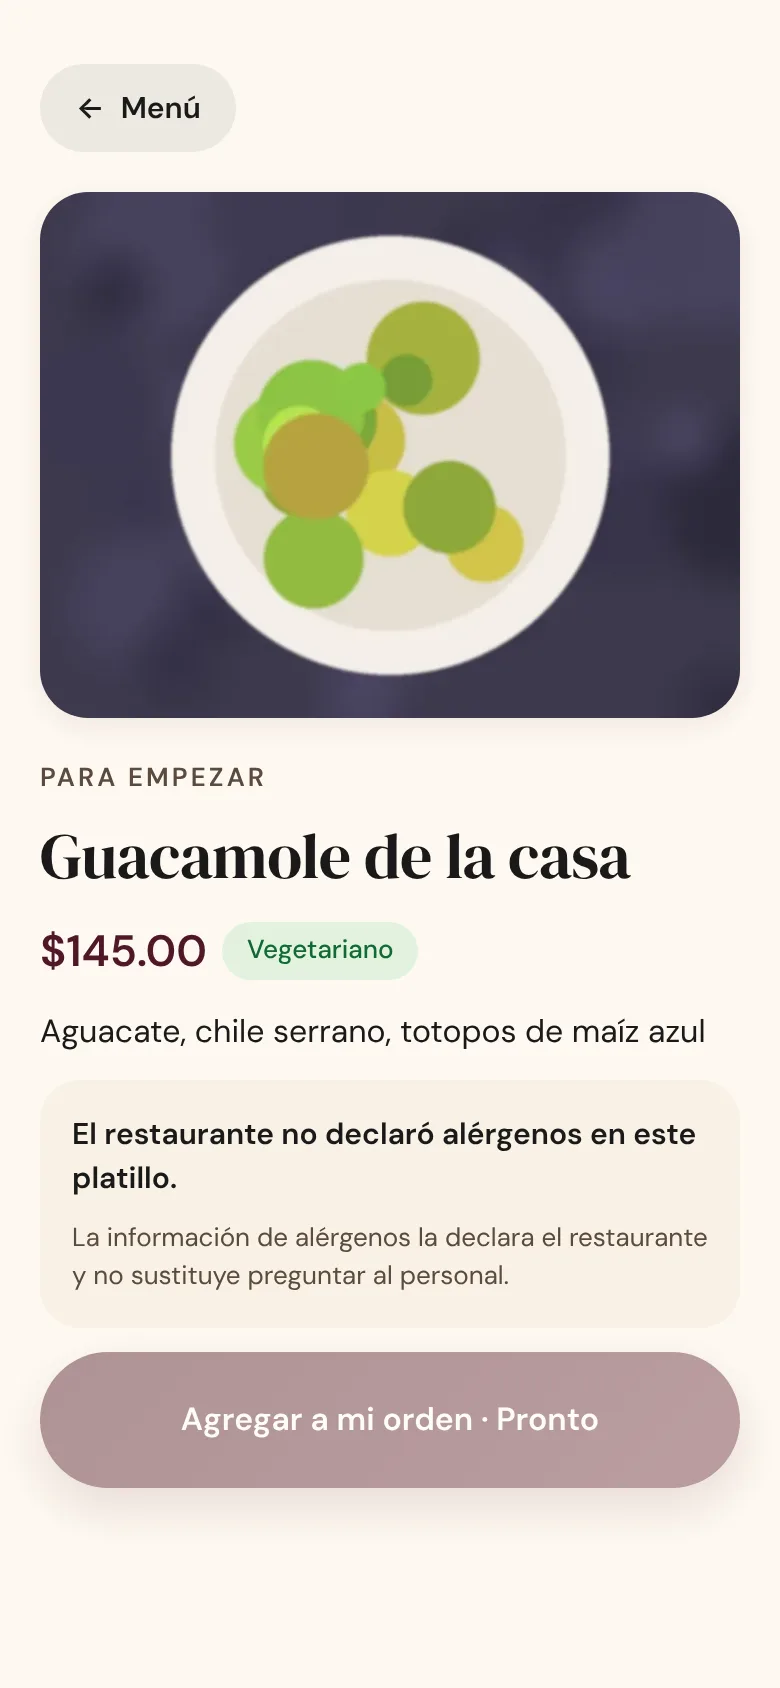 ← Menú
PARA EMPEZAR
Guacamole de la casa
$145.00 Vegetariano
Aguacate, chile serrano, totopos de maíz azul
El restaurante no declaró alérgenos en este
platillo.
La información de alérgenos la declara el restaurante
y no sustituye preguntar al personal.
Agregar a mi orden · Pronto